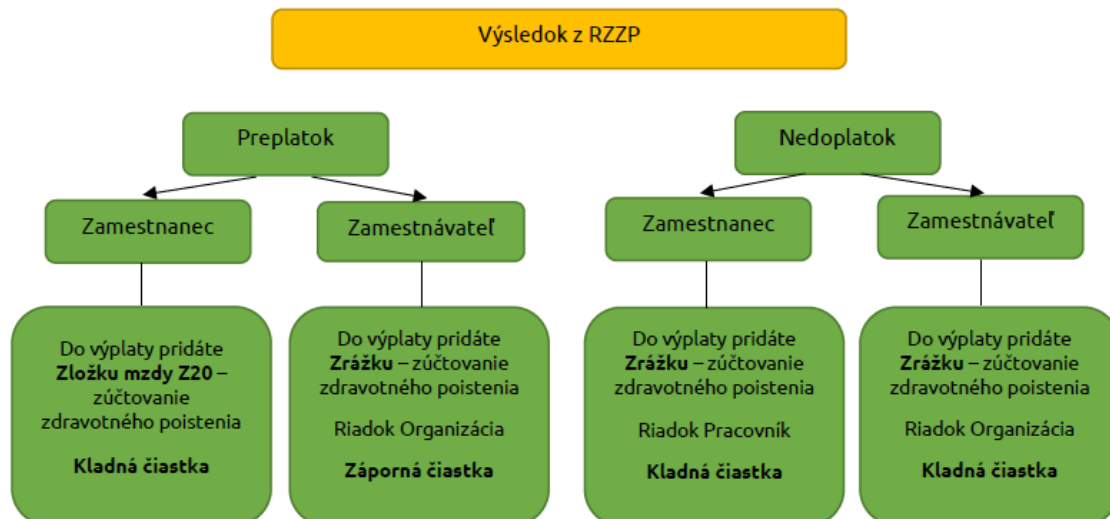 Výsledok z RZZP
Preplatok
Nedoplatok
Zamestnanec
Zamestnávateľ
Zamestnanec
Zamestnávateľ
Do výplaty pridáte
Zložku mzdy Z20 –
zúčtovanie
zdravotného poistenia
Kladná čiastka
Do výplaty pridáte
Zrážku – zúčtovanie
zdravotného poistenia
Riadok Organizácia
Záporná čiastka
Do výplaty pridáte
Zrážku – zúčtovanie
zdravotného poistenia
Riadok Pracovník
Kladná čiastka
Do výplaty pridáte
Zrážku – zúčtovanie
zdravotného poistenia
Riadok Organizácia
Kladná čiastka